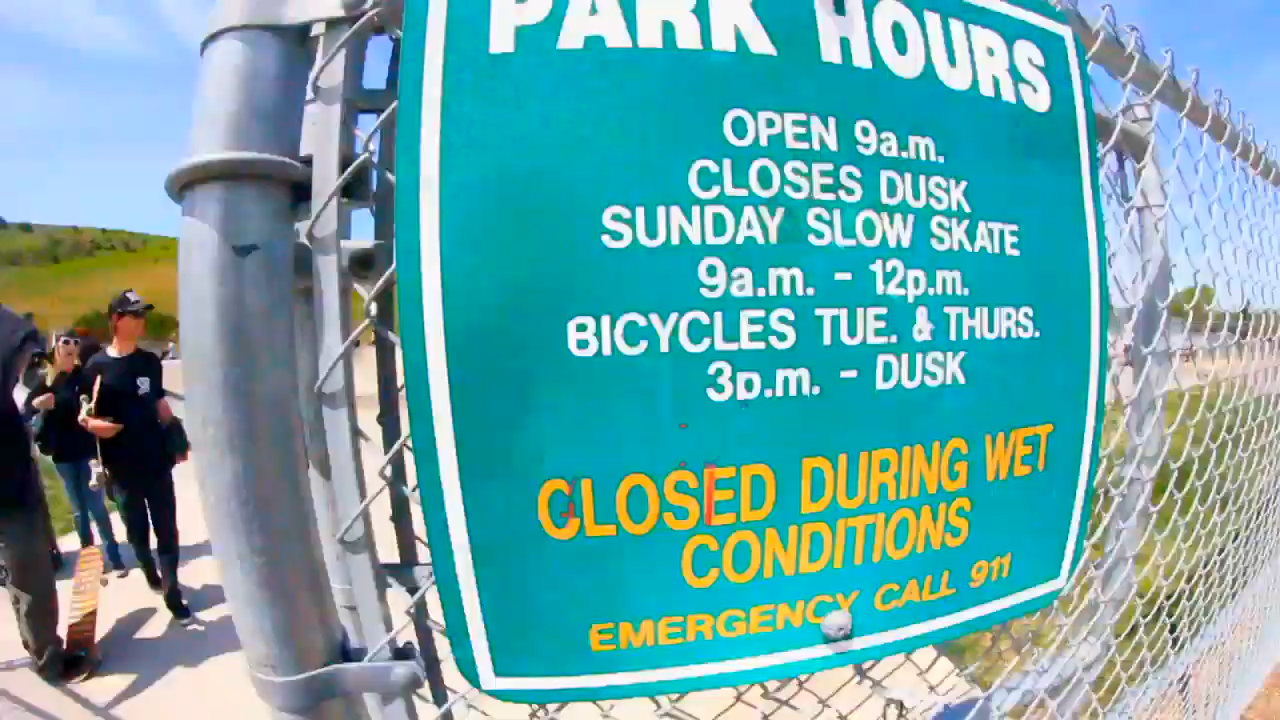 PARK HOURS
OPEN 9a.m.
CLOSES DUSK
SUNDAY SLOW SKATE
9a.m. - 12p.m.
BICYCLES TUE. & THURS.
3p.m. - DUSK
CLOSED DURING WET
CONDITIONS
EMERGENCY CALL 911